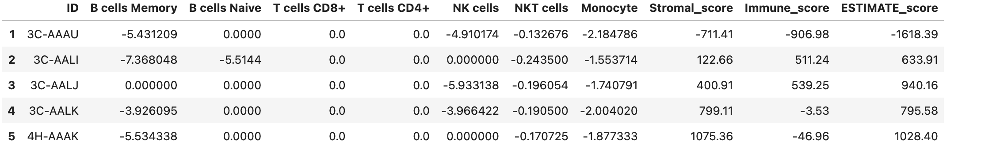 ID B cells Memory B cells Naive T cells CD8+ T cells CD4+ NK cells NKT cells Monocyte Stromal_score Immune_score ESTIMATE_score
1 3C-AAAU -5.431209 0.0000 0.0 0.0 -4.910174 -0.132676 -2.184786 -711.41 -906.98 -1618.39
2 3C-AALI -7.368048 -5.5144 0.0 0.0 0.000000 -0.243500 -1.553714 122.66 511.24 633.91
3 3C-AALJ 0.000000 0.0000 0.0 0.0 -5.933138 -0.196054 -1.740791 400.91 539.25 940.16
4 3C-AALK -3.926095 0.0000 0.0 0.0 -3.966422 -0.190500 -2.004020 799.11 -3.53 795.58
5 4H-AAAK -5.534338 0.0000 0.0 0.0 0.000000 -0.170725 -1.877333 1075.36 -46.96 1028.40